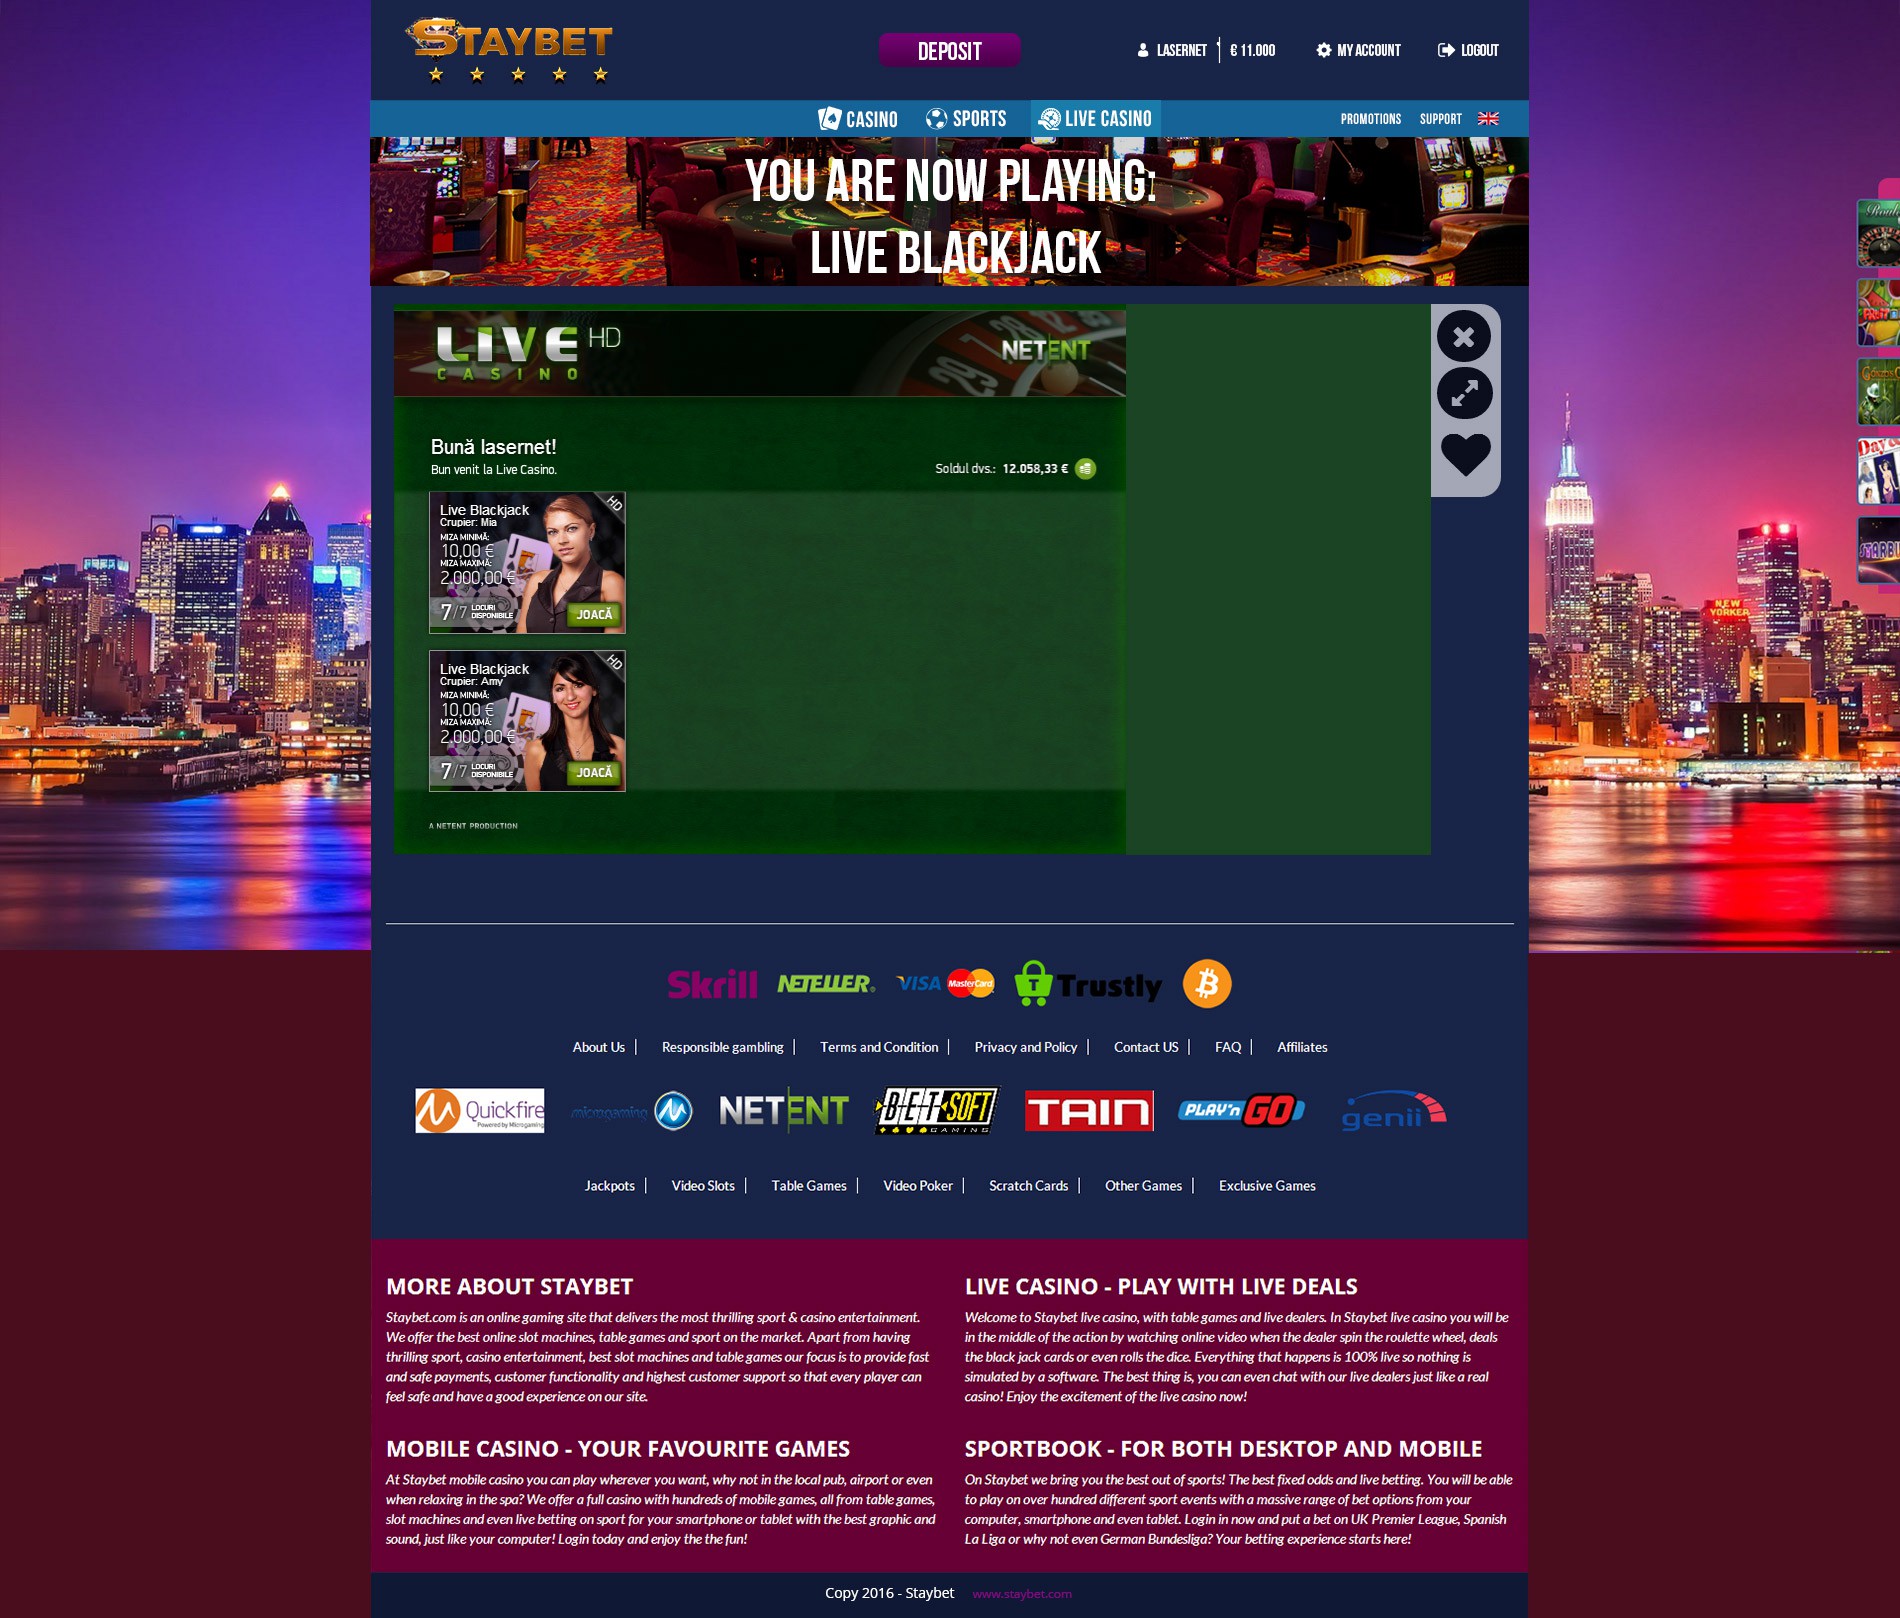 STAYBET
DEPOSIT
LASERNET
€ 11.000
MY ACCOUNT
LOGOUT
CASINO
SPORTS
LIVE CASINO
PROMOTIONS
SUPPORT
YOU ARE NOW PLAYING:
LIVE BLACKJACK
LIVE HD
CASINO
NETENT
Bună lasernet!
Bun venit la Live Casino.
Soldul dvs.: 12.058,33 €
HD
Live Blackjack
Crupier: Mia
MIZA MINIMĂ:
10,00 €
MIZA MAXIMĂ:
2.000,00 €
7/7 LOCURI
DISPONIBILE
JOACĂ
HD
Live Blackjack
Crupier: Amy
MIZA MINIMĂ:
10,00 €
MIZA MAXIMĂ:
2.000,00 €
7/7 LOCURI
DISPONIBILE
JOACĂ
A NETENT PRODUCTION
NEW
YORKER
Skrill
NETELLER
VISA
MasterCard
T
Trustly
About Us
Responsible gambling
Terms and Condition
Privacy and Policy
Contact US
FAQ
Affiliates
Quickfire
Powered by Microgaming
microgaming
NETENT
BETSOFT
GAMING
TAIN
PLAY'n GO
genii
Jackpots
Video Slots
Table Games
Video Poker
Scratch Cards
Other Games
Exclusive Games
MORE ABOUT STAYBET
Staybet.com is an online gaming site that delivers the most thrilling sport & casino entertainment.
We offer the best online slot machines, table games and sport on the market. Apart from having
thrilling sport, casino entertainment, best slot machines and table games our focus is to provide fast
and safe payments, customer functionality and highest customer support so that every player can
feel safe and have a good experience on our site.
LIVE CASINO - PLAY WITH LIVE DEALS
Welcome to Staybet live casino, with table games and live dealers. In Staybet live casino you will be
in the middle of the action by watching online video when the dealer spin the roulette wheel, deals
the black jack cards or even rolls the dice. Everything that happens is 100% live so nothing is
simulated by a software. The best thing is, you can even chat with our live dealers just like a real
casino! Enjoy the excitement of the live casino now!
MOBILE CASINO - YOUR FAVOURITE GAMES
At Staybet mobile casino you can play wherever you want, why not in the local pub, airport or even
when relaxing in the spa? We offer a full casino with hundreds of mobile games, all from table games,
slot machines and even live betting on sport for your smartphone or tablet with the best graphic and
sound, just like your computer! Login today and enjoy the the fun!
SPORTBOOK - FOR BOTH DESKTOP AND MOBILE
On Staybet we bring you the best out of sports! The best fixed odds and live betting. You will be able
to play on over hundred different sport events with a massive range of bet options from your
computer, smartphone and even tablet. Login in now and put a bet on UK Premier League, Spanish
La Liga or why not even German Bundesliga? Your betting experience starts here!
Copy 2016 - Staybet
www.staybet.com